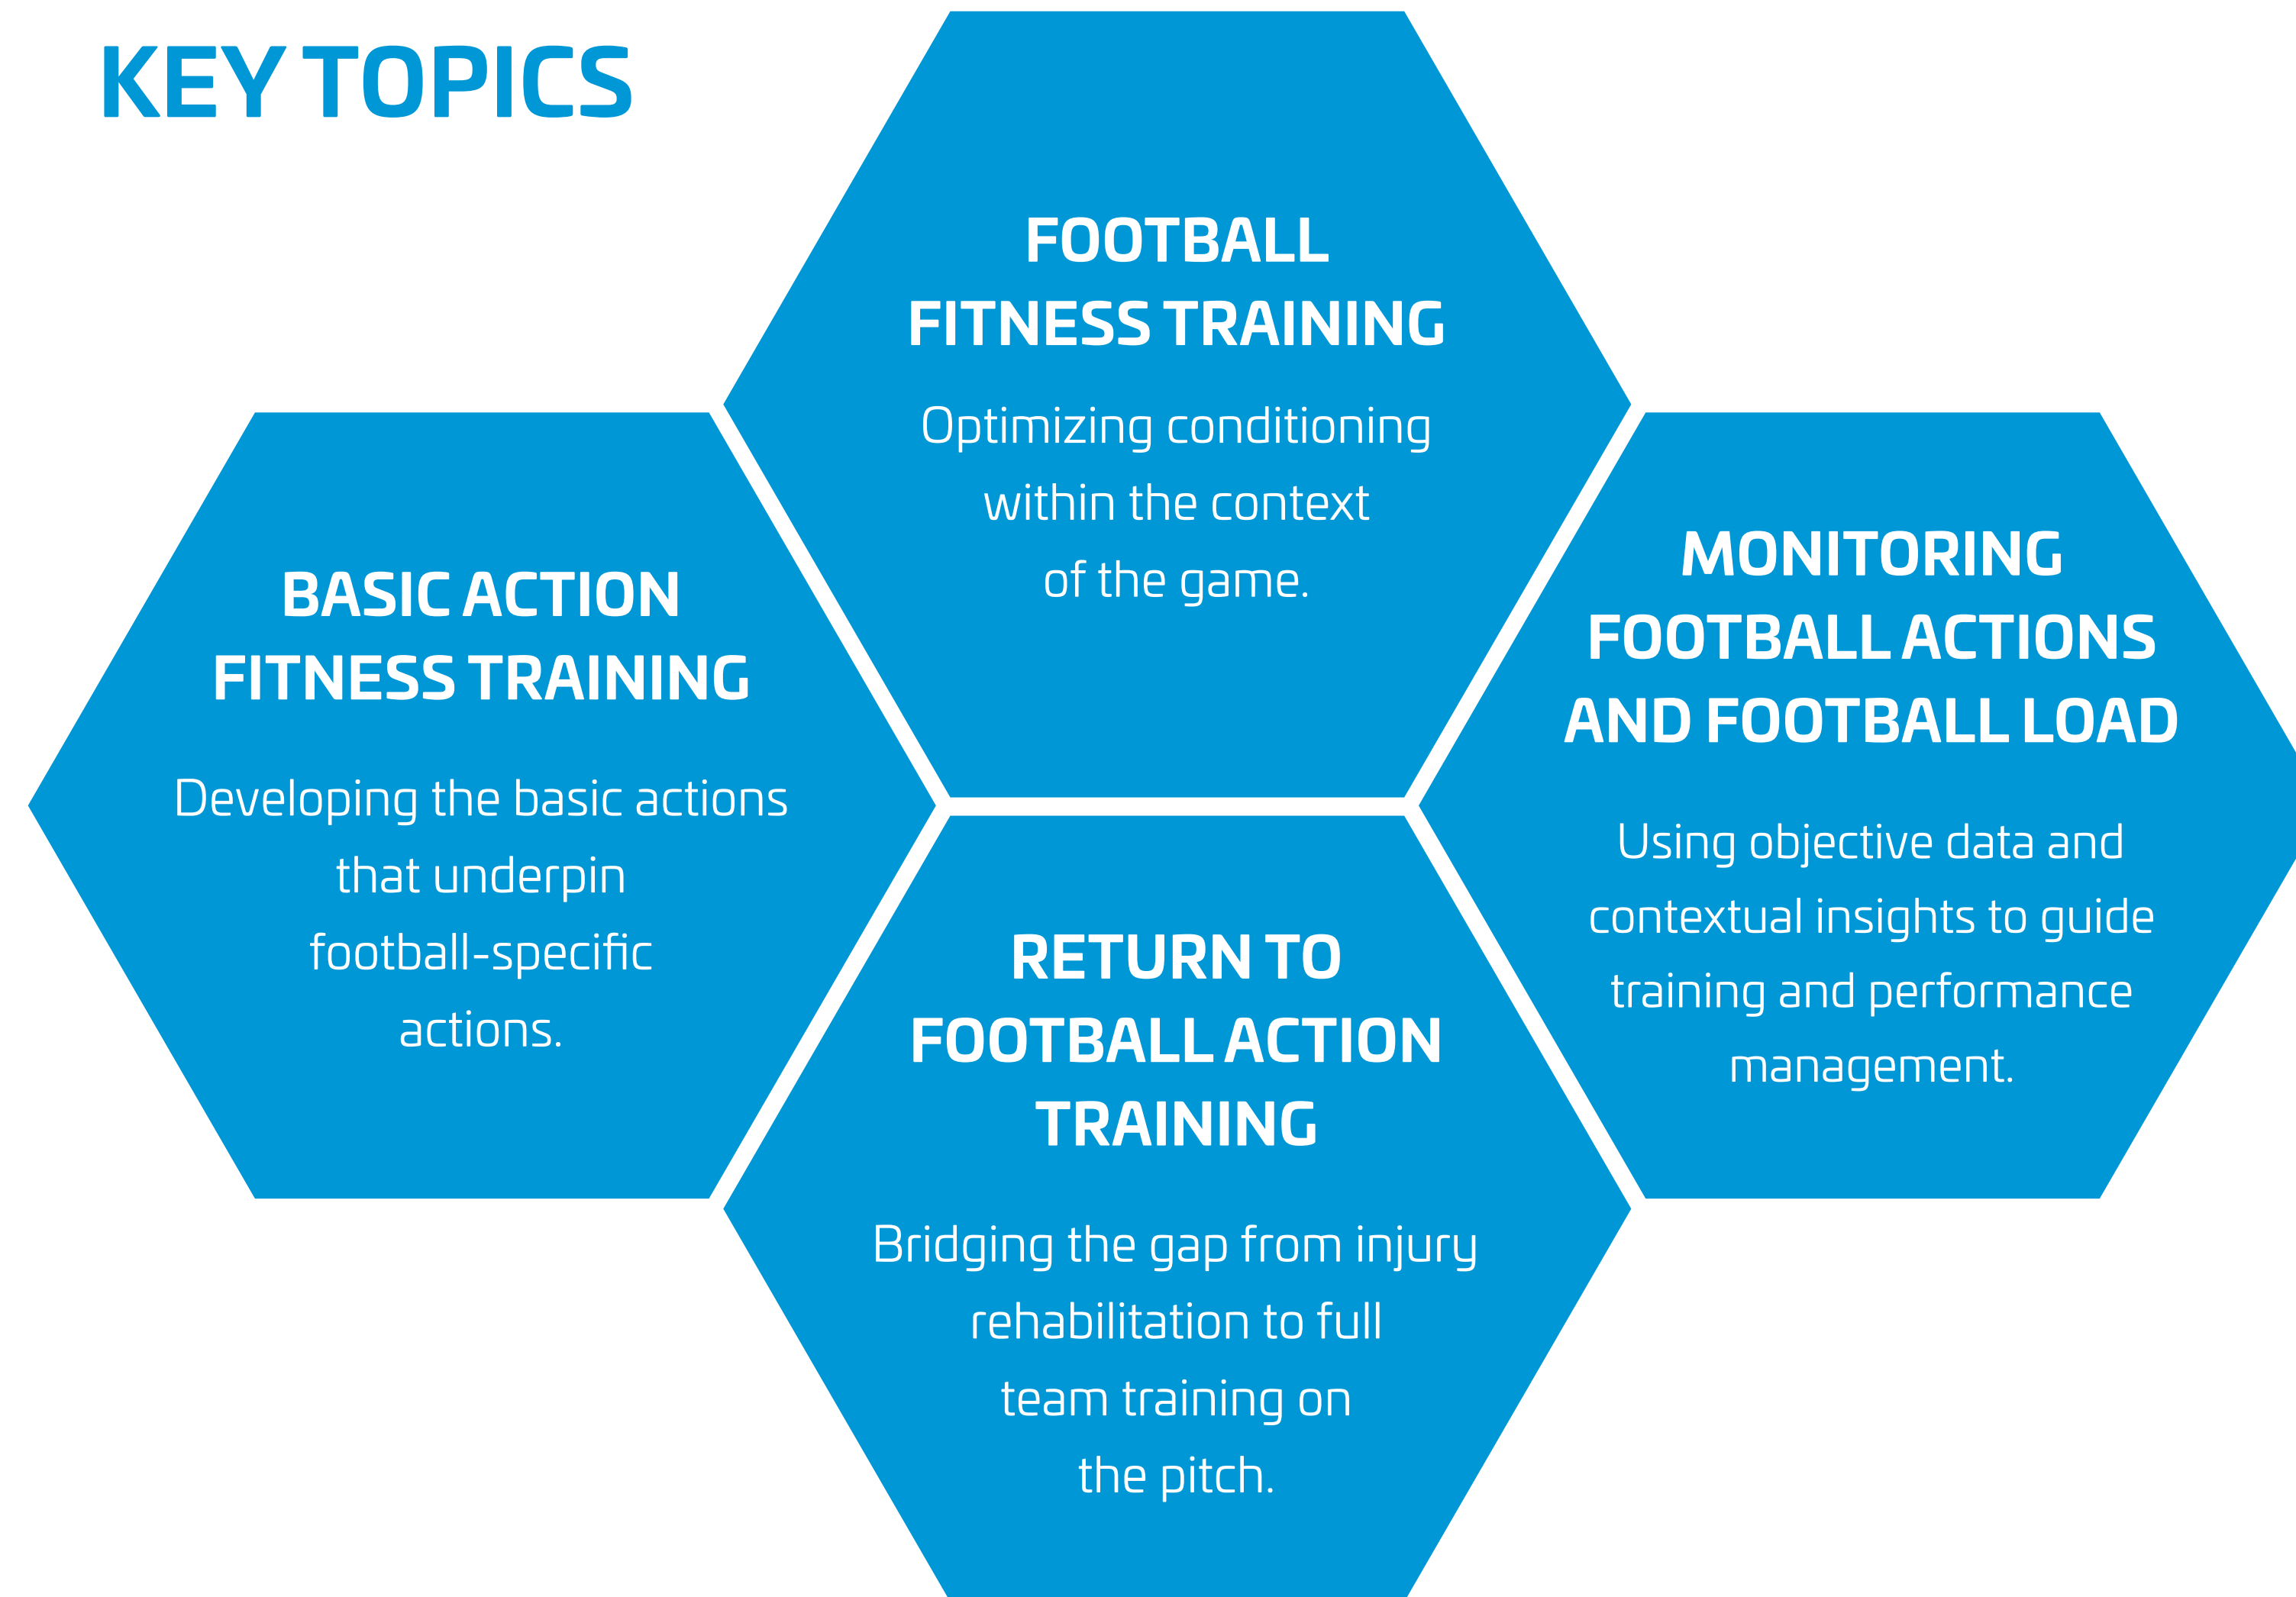 KEY TOPICS
FOOTBALL
FITNESS TRAINING
Optimizing conditioning
within the context
of the game.
BASIC ACTION
FITNESS TRAINING
Developing the basic actions
that underpin
football-specific
actions.
MONITORING
FOOTBALL ACTIONS
AND FOOTBALL LOAD
Using objective data and
contextual insights to guide
training and performance
management.
RETURN TO
FOOTBALL ACTION
TRAINING
Bridging the gap from injury
rehabilitation to full
team training on
the pitch.